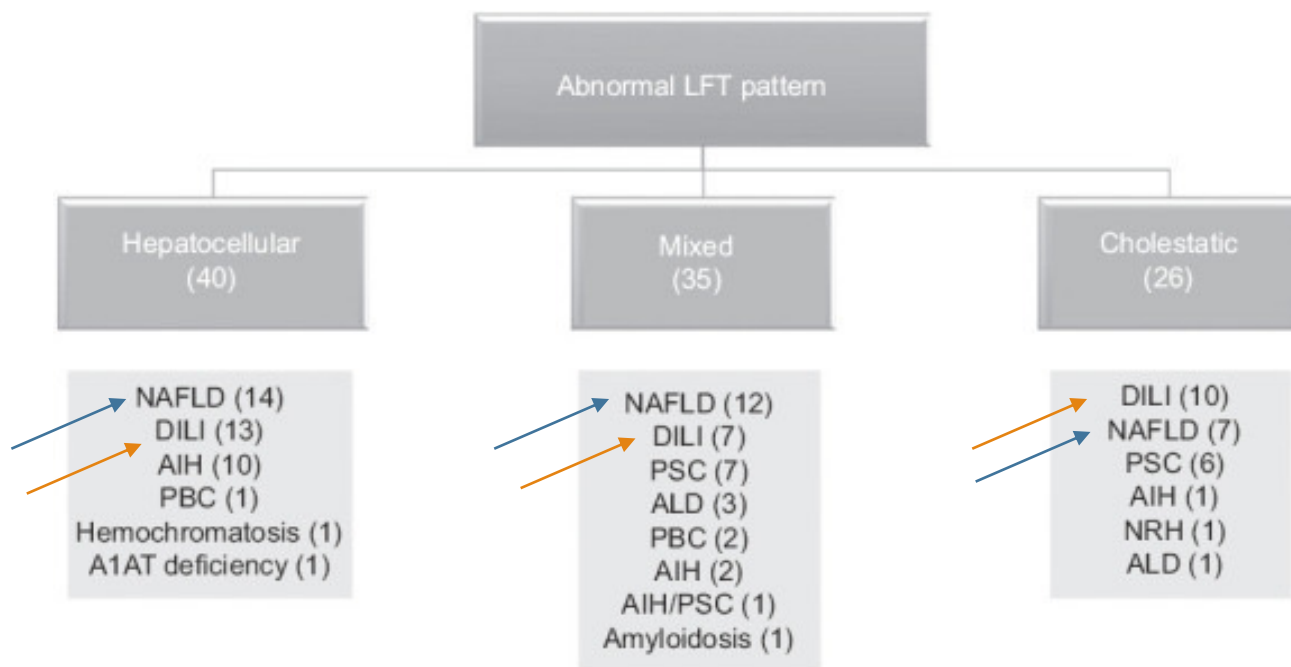 Abnormal LFT pattern
Hepatocellular
(40)
Mixed
(35)
Cholestatic
(26)
NAFLD (14)
DILI (13)
AIH (10)
PBC (1)
Hemochromatosis (1)
A1AT deficiency (1)
NAFLD (12)
DILI (7)
PSC (7)
ALD (3)
PBC (2)
AIH (2)
AIH/PSC (1)
Amyloidosis (1)
DILI (10)
NAFLD (7)
PSC (6)
AIH (1)
NRH (1)
ALD (1)